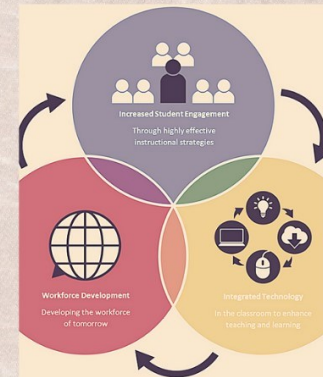 Increased Student Engagement
Through highly effective
instructional strategies
Workforce Development
Developing the workforce
of tomorrow
Integrated Technology
In the classroom to enhance
teaching and learning